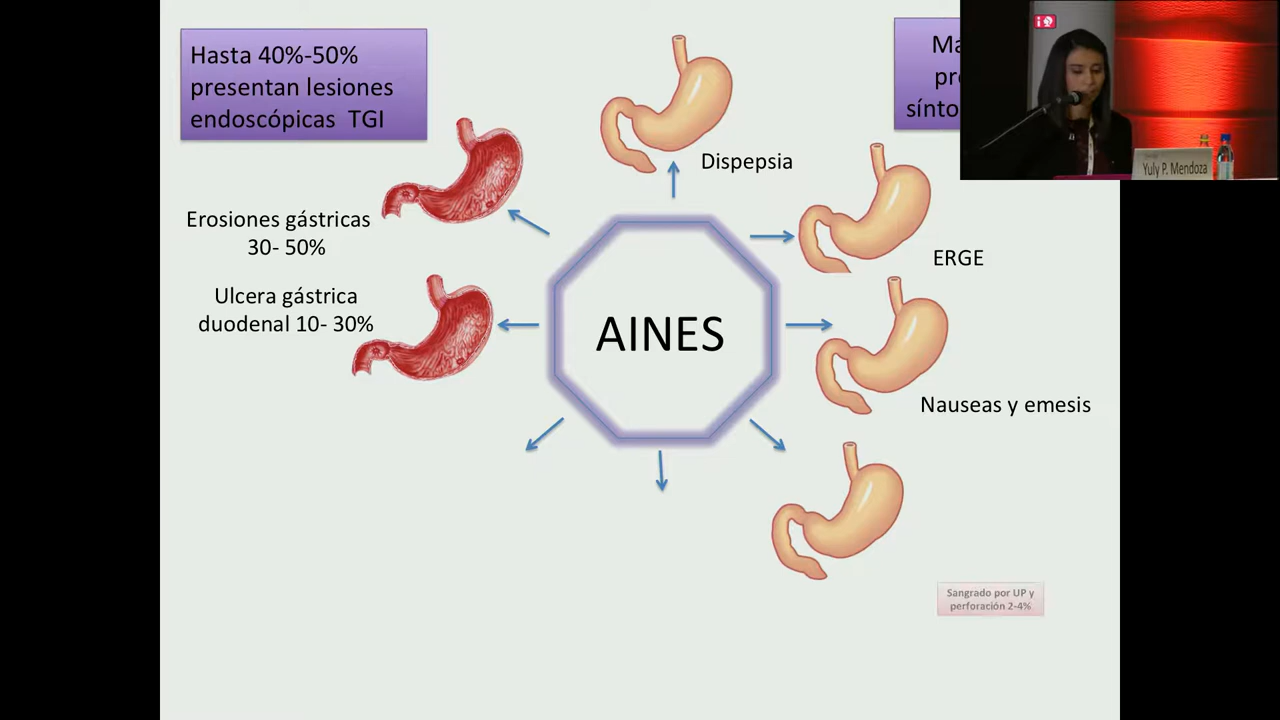 Hasta 40%-50%
presentan lesiones
endoscópicas TGI
Dispepsia
Yuly P. Mendoza
Erosiones gástricas
30- 50%
ERGE
Ulcera gástrica
duodenal 10- 30%
AINES
Nauseas y emesis
Sangrado por UP y
perforación 2-4%